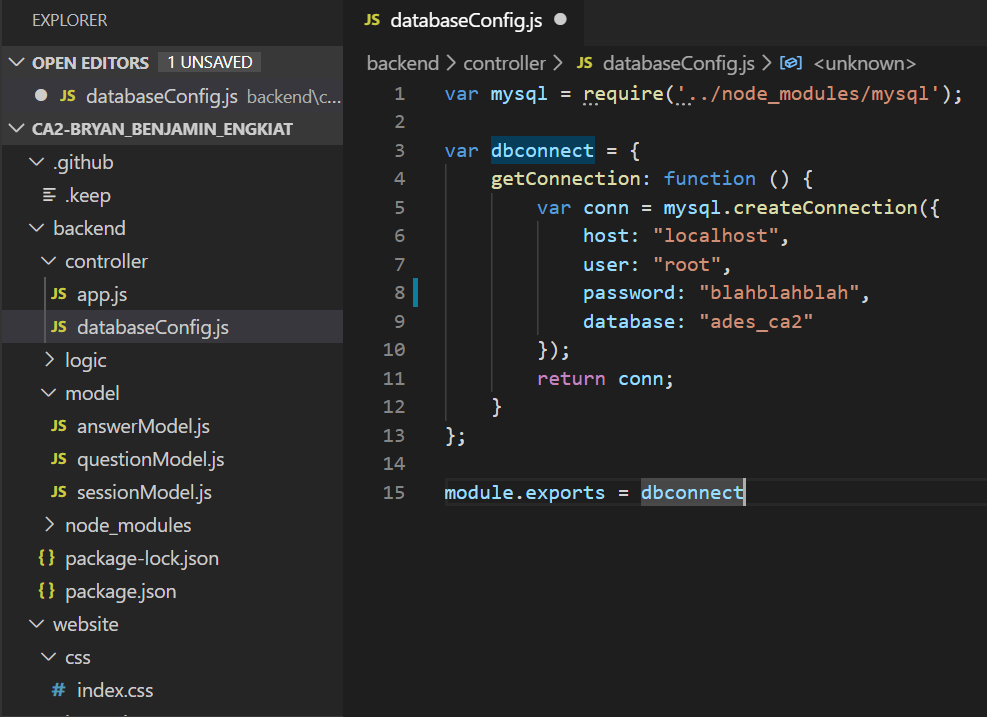 EXPLORER
OPEN EDITORS 1 UNSAVED
JS databaseConfig.js backend\c...
CA2-BRYAN_BENJAMIN_ENGKIAT
.github
.keep
backend
controller
JS app.js
JS databaseConfig.js
logic
model
JS answerModel.js
JS questionModel.js
JS sessionModel.js
node_modules
{} package-lock.json
{} package.json
website
css
# index.css
JS databaseConfig.js
backend > controller > JS databaseConfig.js > <unknown>
1 var mysql = require('../node_modules/mysql');
2
3 var dbconnect = {
4 getConnection: function () {
5 var conn = mysql.createConnection({
6 host: "localhost",
7 user: "root",
8 password: "blahblahblah",
9 database: "ades_ca2"
10 });
11 return conn;
12 }
13 };
14
15 module.exports = dbconnect